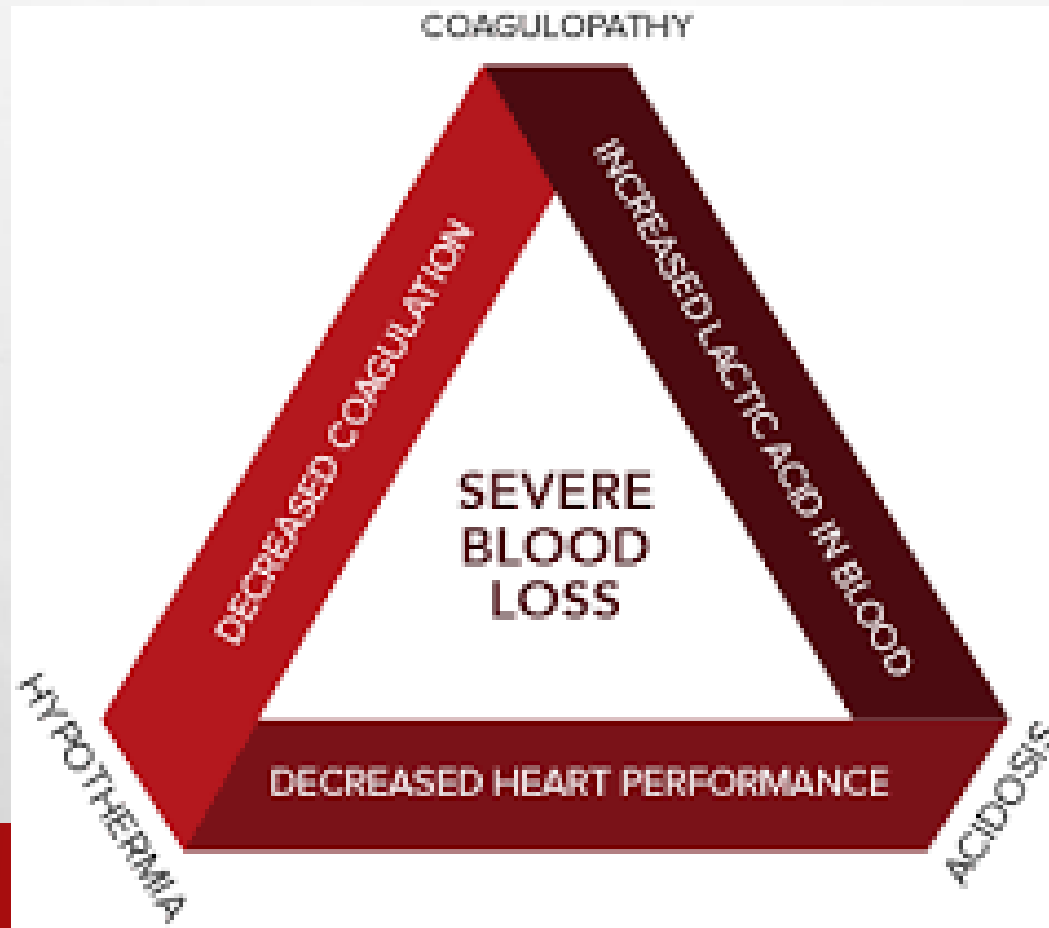 COAGULOPATHY
DECREASED COAGULATION
INCREASED LACTIC ACID IN BLOOD
SEVERE
BLOOD
LOSS
DECREASED HEART PERFORMANCE
HYPOTHERMIA
ACIDOSIS